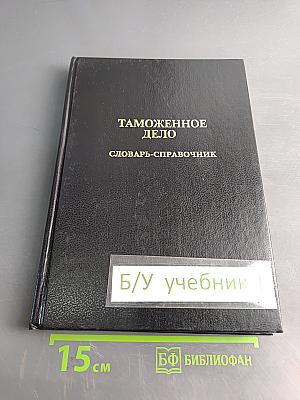 ТАМОЖЕННОЕ
ДЕЛО
СЛОВАРЬ-СПРАВОЧНИК
Б/У учебник
15 см
БФ БИБЛИОФАН